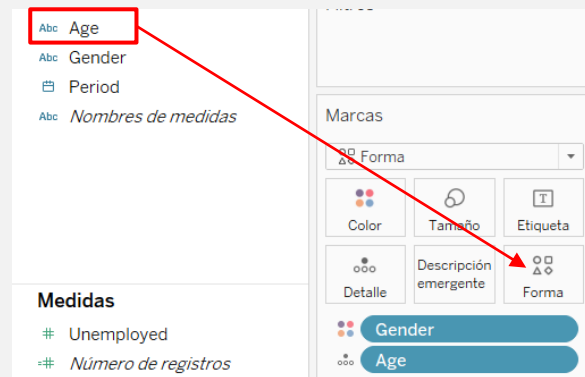 Abc Age
Abc Gender
Period
Abc Nombres de medidas
Medidas
# Unemployed
=# Número de registros
Marcas
Forma
Color
Tamaño
Etiqueta
Detalle
Descripción
emergente
Forma
Gender
Age